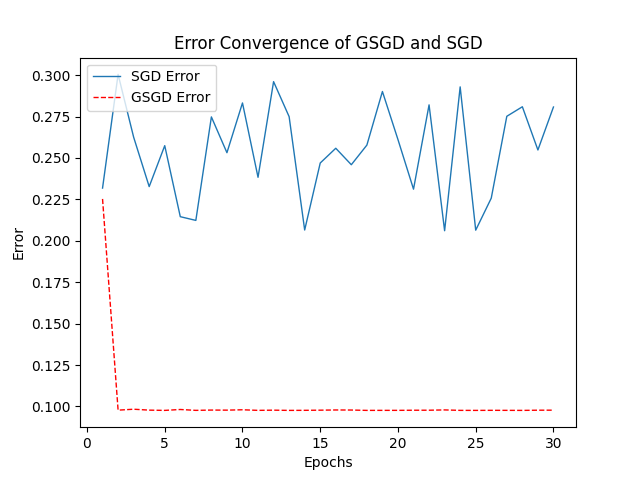 Error Convergence of GSGD and SGD
SGD Error
GSGD Error
0.300
0.275
0.250
0.225
0.200
0.175
0.150
0.125
0.100
Error
0 5 10 15 20 25 30
Epochs